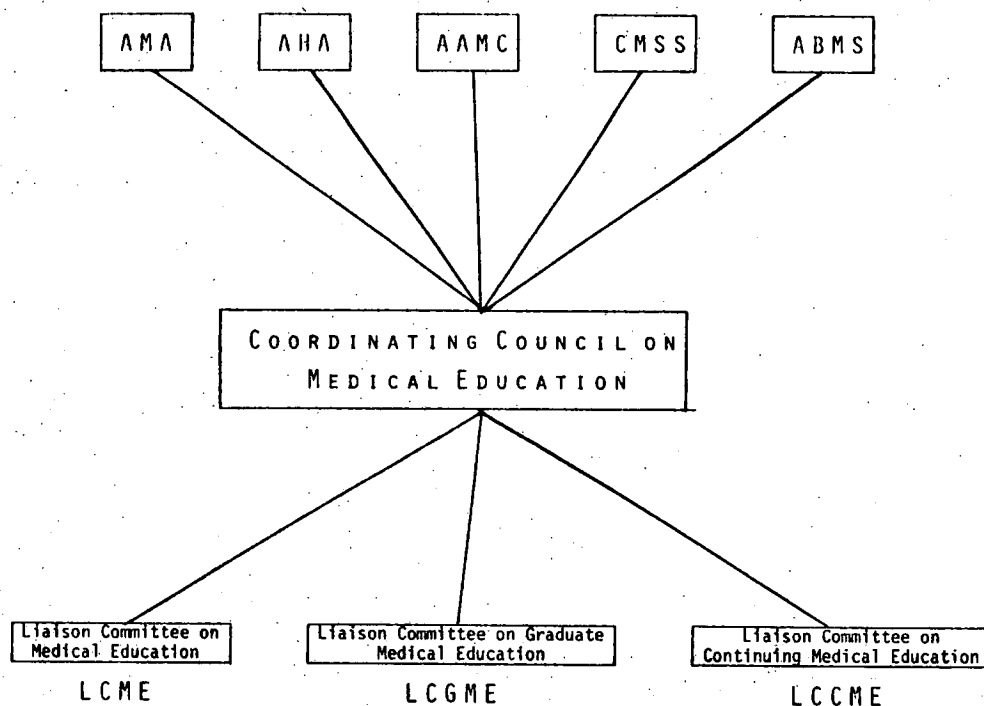 AMA AHA AAMC CMSS ABMS
COORDINATING COUNCIL ON
MEDICAL EDUCATION
Liaison Committee on
Medical Education
LCME
Liaison Committee on Graduate
Medical Education
LCGME
Liaison Committee on
Continuing Medical Education
LCCME